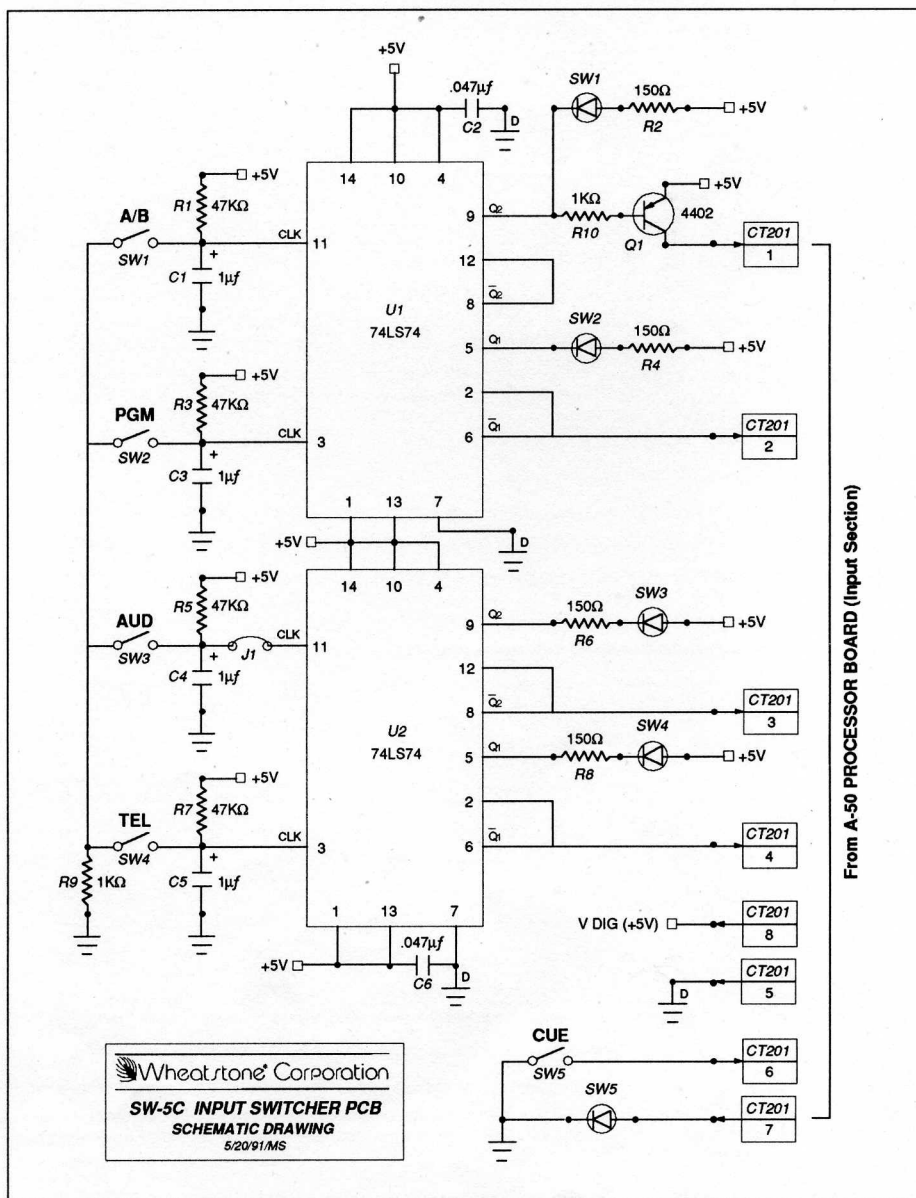 +5V
.047µf
C2
D
SW1
150Ω
R2
+5V
14
10
4
+5V
R1
47KΩ
A/B
SW1
CLK
11
+
C1
1µf
9
Q2
1KΩ
R10
+5V
4402
Q1
CT201
1
12
8
Q̅2
U1
74LS74
SW2
5
Q1
150Ω
R4
+5V
+5V
R3
47KΩ
PGM
SW2
CLK
3
+
C3
1µf
2
6
Q̅1
CT201
2
1
13
7
D
+5V
14
10
4
+5V
R5
47KΩ
AUD
SW3
J1
CLK
11
+
C4
1µf
SW3
9
Q2
150Ω
R6
+5V
12
8
Q̅2
CT201
3
U2
74LS74
SW4
5
Q1
150Ω
R8
+5V
+5V
R7
47KΩ
TEL
SW4
CLK
3
+
C5
1µf
R9
1KΩ
2
6
Q̅1
CT201
4
1
13
7
.047µf
+5V
C6
D
V DIG (+5V)
CT201
8
D
CT201
5
CUE
SW5
CT201
6
SW5
CT201
7
From A-50 PROCESSOR BOARD (Input Section)
Wheatstone® Corporation
SW-5C INPUT SWITCHER PCB
SCHEMATIC DRAWING
5/20/91/MS